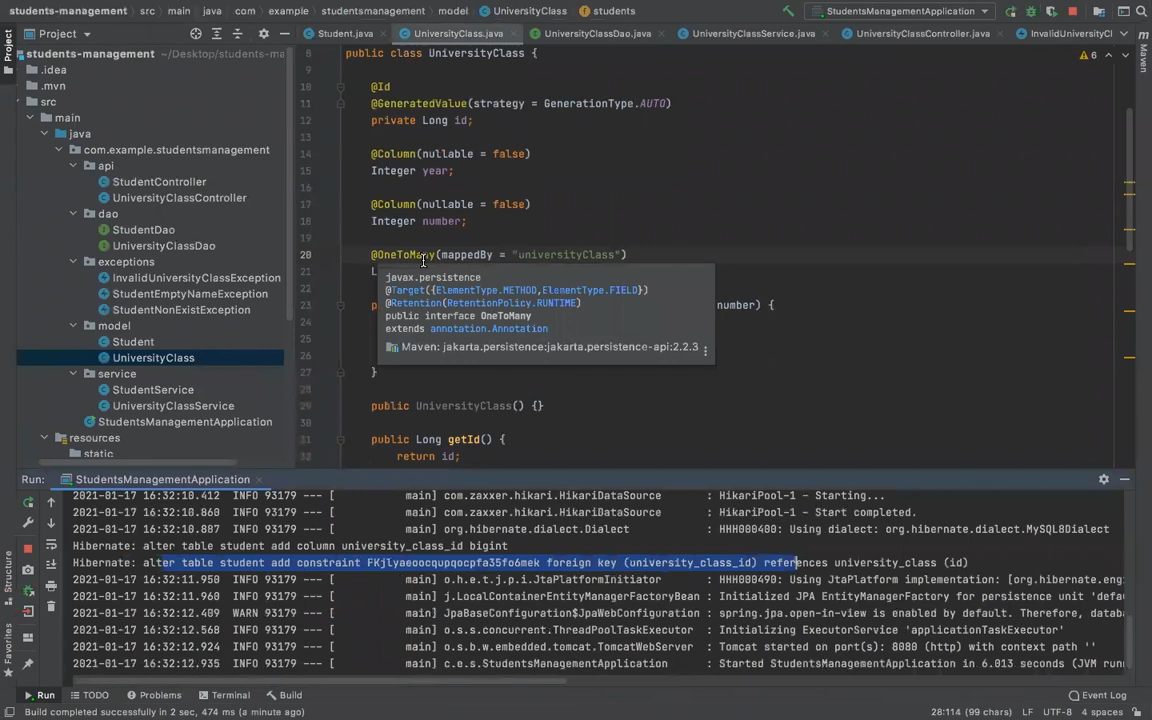 students-management
src
main
java
com
example
studentsmanagement
model
UniversityClass
students
StudentsManagementApplication
Project
Project
Student.java
UniversityClass.java
UniversityClassDao.java
UniversityClassService.java
UniversityClassController.java
InvalidUniversityCl
Maven
students-management ~/Desktop/students-ma
.idea
.mvn
src
main
java
com.example.studentsmanagement
api
StudentController
UniversityClassController
dao
StudentDao
UniversityClassDao
exceptions
InvalidUniversityClassException
StudentEmptyNameException
StudentNonExistException
model
Student
UniversityClass
service
StudentService
UniversityClassService
StudentsManagementApplication
resources
static
6
8 public class UniversityClass {
9
10 @Id
11 @GeneratedValue(strategy = GenerationType.AUTO)
12 private Long id;
13
14 @Column(nullable = false)
15 Integer year;
16
17 @Column(nullable = false)
18 Integer number;
19
20 @OneToMany(mappedBy = "universityClass")
21 L
javax.persistence
@Target({ElementType.METHOD,ElementType.FIELD})
@Retention(RetentionPolicy.RUNTIME)
public interface OneToMany
extends annotation.Annotation
Maven: jakarta.persistence:jakarta.persistence-api:2.2.3
22
23 p number) {
24
25
26
27 }
28
29 public UniversityClass() {}
30
31 public Long getId() {
32 return id;
Run: StudentsManagementApplication
2021-01-17 16:32:10.412 INFO 93179 --- [ main] com.zaxxer.hikari.HikariDataSource : HikariPool-1 - Starting...
2021-01-17 16:32:10.860 INFO 93179 --- [ main] com.zaxxer.hikari.HikariDataSource : HikariPool-1 - Start completed.
2021-01-17 16:32:10.887 INFO 93179 --- [ main] org.hibernate.dialect.Dialect : HHH000400: Using dialect: org.hibernate.dialect.MySQL8Dialect
Hibernate: alter table student add column university_class_id bigint
Hibernate: alter table student add constraint FKjlyaeoocqupqocpfa35fo6mek foreign key (university_class_id) references university_class (id)
2021-01-17 16:32:11.950 INFO 93179 --- [ main] o.h.e.t.j.p.i.JtaPlatformInitiator : HHH000490: Using JtaPlatform implementation: [org.hibernate.engi
2021-01-17 16:32:11.960 INFO 93179 --- [ main] j.LocalContainerEntityManagerFactoryBean : Initialized JPA EntityManagerFactory for persistence unit 'defau
2021-01-17 16:32:12.409 WARN 93179 --- [ main] JpaBaseConfiguration$JpaWebConfiguration : spring.jpa.open-in-view is enabled by default. Therefore, databa
2021-01-17 16:32:12.568 INFO 93179 --- [ main] o.s.s.concurrent.ThreadPoolTaskExecutor : Initializing ExecutorService 'applicationTaskExecutor'
2021-01-17 16:32:12.924 INFO 93179 --- [ main] o.s.b.w.embedded.tomcat.TomcatWebServer : Tomcat started on port(s): 8080 (http) with context path ''
2021-01-17 16:32:12.935 INFO 93179 --- [ main] c.e.s.StudentsManagementApplication : Started StudentsManagementApplication in 6.013 seconds (JVM runn
Structure
Favorites
Run
TODO
Problems
Terminal
Build
Event Log
Build completed successfully in 2 sec, 474 ms (a minute ago)
28:114 (99 chars)
LF
UTF-8
4 spaces